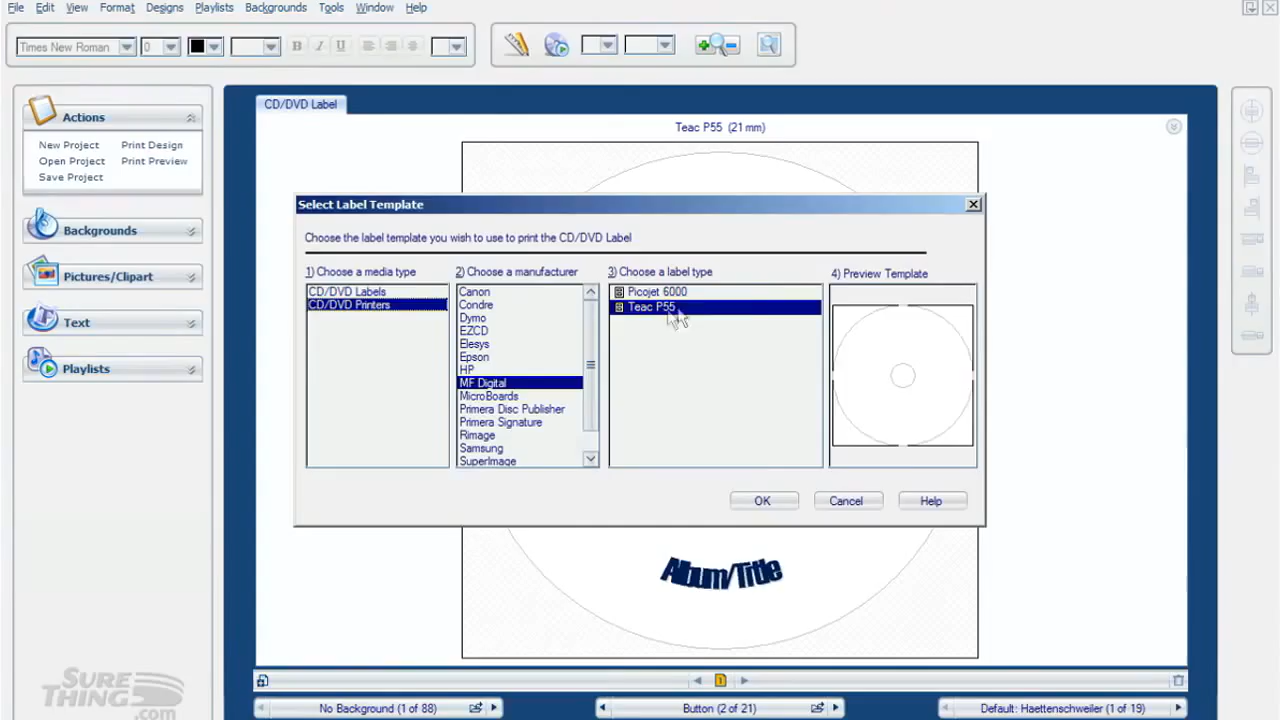 File Edit View Format Designs Playlists Backgrounds Tools Window Help
Times New Roman 0 B I U
Actions
New Project Print Design
Open Project Print Preview
Save Project
Backgrounds
Pictures/Clipart
Text
Playlists
CD/DVD Label
Teac P55 (21 mm)
Select Label Template
Choose the label template you wish to use to print the CD/DVD Label
1) Choose a media type
CD/DVD Labels
CD/DVD Printers
2) Choose a manufacturer
Canon
Condre
Dymo
EZCD
Elesys
Epson
HP
MF Digital
MicroBoards
Primera Disc Publisher
Primera Signature
Rimage
Samsung
SuperImage
3) Choose a label type
Picojet 6000
Teac P55
4) Preview Template
OK Cancel Help
Album/Title
1
No Background (1 of 88) Button (2 of 21) Default: Haettenschweiler (1 of 19)
SURE
THING
.com